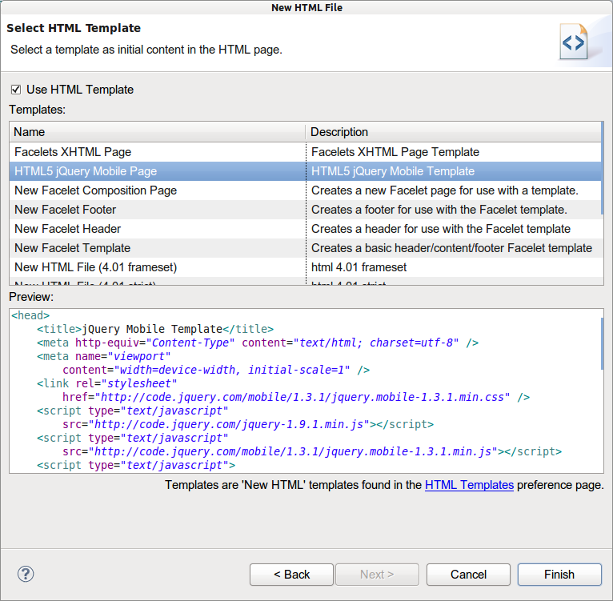 New HTML File
Select HTML Template
Select a template as initial content in the HTML page.
Use HTML Template
Templates:
Name Description
Facelets XHTML Page Facelets XHTML Page Template
HTML5 jQuery Mobile Page HTML5 jQuery Mobile Template
New Facelet Composition Page Creates a new Facelet page for use with a template.
New Facelet Footer Creates a footer for use with the Facelet template.
New Facelet Header Creates a header for use with the Facelet template
New Facelet Template Creates a basic header/content/footer Facelet template
New HTML File (4.01 frameset) html 4.01 frameset
New HTML File (4.01 strict) html 4.01 strict
Preview:
<head>
    <title>jQuery Mobile Template</title>
    <meta http-equiv="Content-Type" content="text/html; charset=utf-8" />
    <meta name="viewport"
        content="width=device-width, initial-scale=1" />
    <link rel="stylesheet"
        href="http://code.jquery.com/mobile/1.3.1/jquery.mobile-1.3.1.min.css" />
    <script type="text/javascript"
        src="http://code.jquery.com/jquery-1.9.1.min.js"></script>
    <script type="text/javascript"
        src="http://code.jquery.com/mobile/1.3.1/jquery.mobile-1.3.1.min.js"></script>
    <script type="text/javascript">
Templates are 'New HTML' templates found in the HTML Templates preference page.
? < Back Next > Cancel Finish